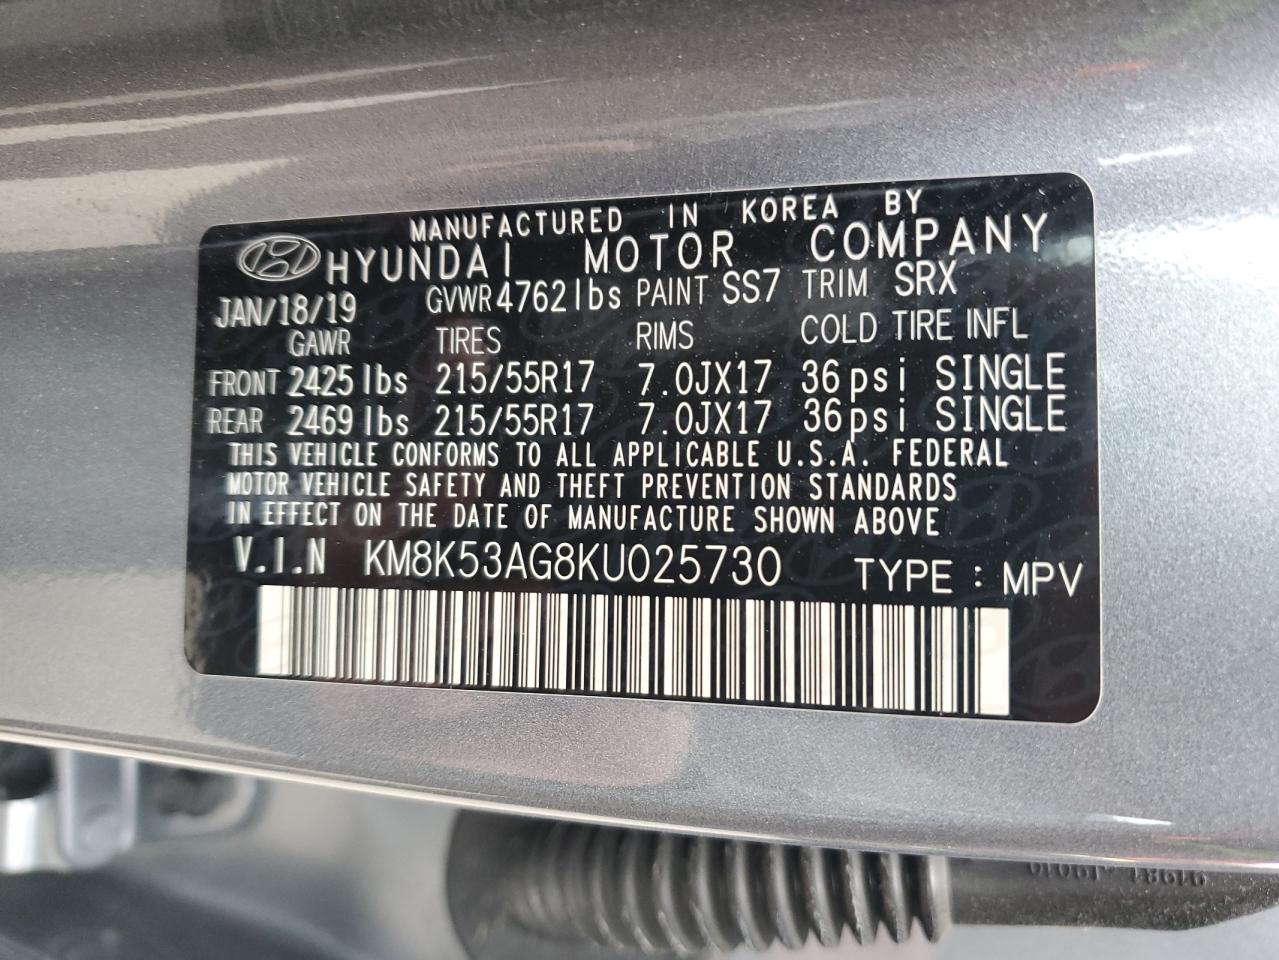 MANUFACTURED IN KOREA BY
HYUNDAI MOTOR COMPANY
JAN/18/19 GVWR 4762lbs PAINT SS7 TRIM SRX
GAWR TIRES RIMS COLD TIRE INFL
FRONT 2425 lbs 215/55R17 7.0JX17 36psi SINGLE
REAR 2469 lbs 215/55R17 7.0JX17 36psi SINGLE
THIS VEHICLE CONFORMS TO ALL APPLICABLE U.S.A. FEDERAL
MOTOR VEHICLE SAFETY AND THEFT PREVENTION STANDARDS
IN EFFECT ON THE DATE OF MANUFACTURE SHOWN ABOVE
V.I.N KM8K53AG8KU025730 TYPE : MPV